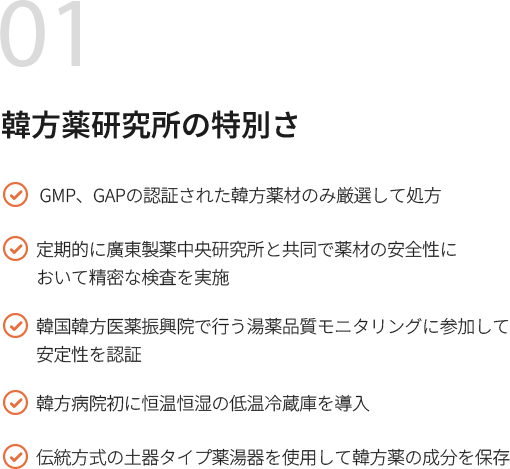 01
韓方薬研究所の特別さ
GMP、GAPの認証された韓方薬材のみ厳選して処方
定期的に廣東製薬中央研究所と共同で薬材の安全性に
おいて精密な検査を実施
韓国韓方医薬振興院で行う湯薬品質モニタリングに参加して
安定性を認証
韓方病院初に恒温恒湿の低温冷蔵庫を導入
伝統方式の土器タイプ薬湯器を使用して韓方薬の成分を保存